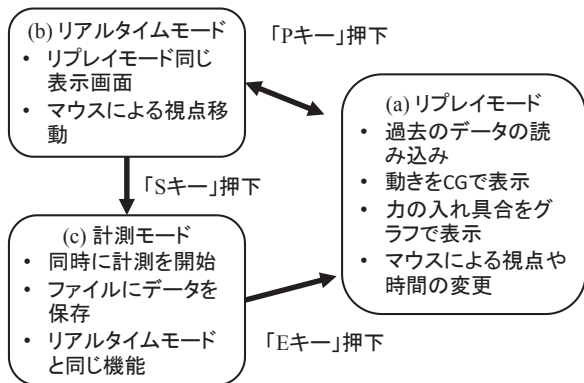 (b) リアルタイムモード
• リプレイモード同じ
表示画面
• マウスによる視点移
動
「Pキー」押下
(a) リプレイモード
• 過去のデータの読
み込み
• 動きをCGで表示
• 力の入れ具合をグ
ラフで表示
• マウスによる視点や
時間の変更
「Sキー」押下
(c) 計測モード
• 同時に計測を開始
• ファイルにデータを
保存
• リアルタイムモード
と同じ機能
「Eキー」押下